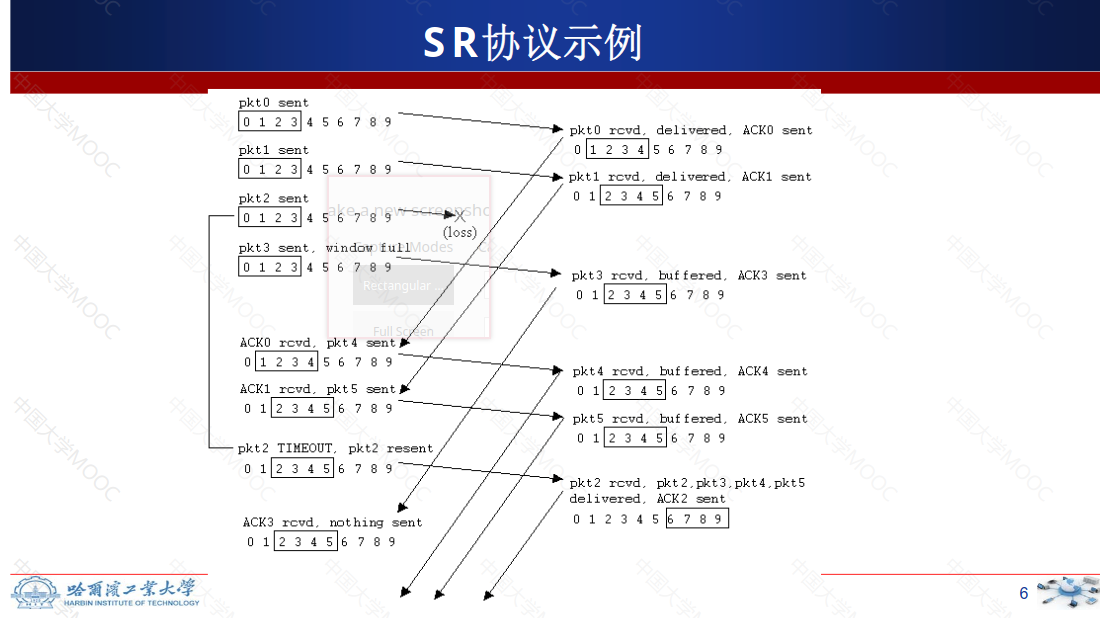 SR协议示例
pkt0 sent
0 1 2 3 4 5 6 7 8 9
pkt0 rcvd, delivered, ACK0 sent
0 1 2 3 4 5 6 7 8 9
pkt1 sent
0 1 2 3 4 5 6 7 8 9
pkt1 rcvd, delivered, ACK1 sent
0 1 2 3 4 5 6 7 8 9
pkt2 sent
0 1 2 3 4 5 6 7 8 9
X
(loss)
pkt3 sent, window full
0 1 2 3 4 5 6 7 8 9
pkt3 rcvd, buffered, ACK3 sent
0 1 2 3 4 5 6 7 8 9
ake a new screensho
Modes
Rectangular ...
Full Screen
ACK0 rcvd, pkt4 sent
0 1 2 3 4 5 6 7 8 9
pkt4 rcvd, buffered, ACK4 sent
0 1 2 3 4 5 6 7 8 9
ACK1 rcvd, pkt5 sent
0 1 2 3 4 5 6 7 8 9
pkt5 rcvd, buffered, ACK5 sent
0 1 2 3 4 5 6 7 8 9
pkt2 TIMEOUT, pkt2 resent
0 1 2 3 4 5 6 7 8 9
pkt2 rcvd, pkt2,pkt3,pkt4,pkt5
delivered, ACK2 sent
0 1 2 3 4 5 6 7 8 9
ACK3 rcvd, nothing sent
0 1 2 3 4 5 6 7 8 9
哈爾濱工業大学
HARBIN INSTITUTE OF TECHNOLOGY
6
中国大学MOOC